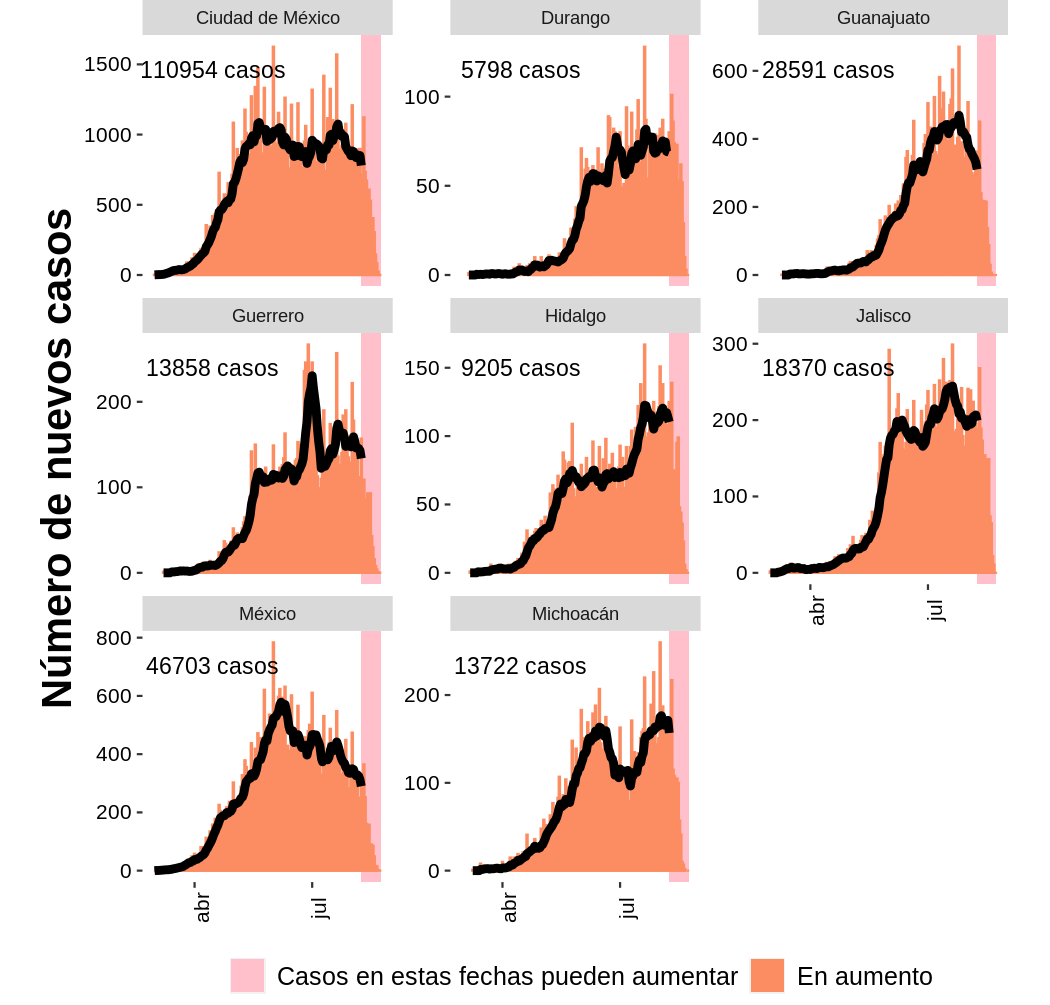 Ciudad de México
Durango
Guanajuato
1500
1000
500
0
110954 casos
100
50
0
5798 casos
600
400
200
0
28591 casos
Guerrero
Hidalgo
Jalisco
200
100
0
13858 casos
150
100
50
0
9205 casos
300
200
100
0
18370 casos
abr
jul
México
Michoacán
800
600
400
200
0
46703 casos
abr
jul
200
100
0
13722 casos
abr
jul
Número de nuevos casos
Casos en estas fechas pueden aumentar
En aumento